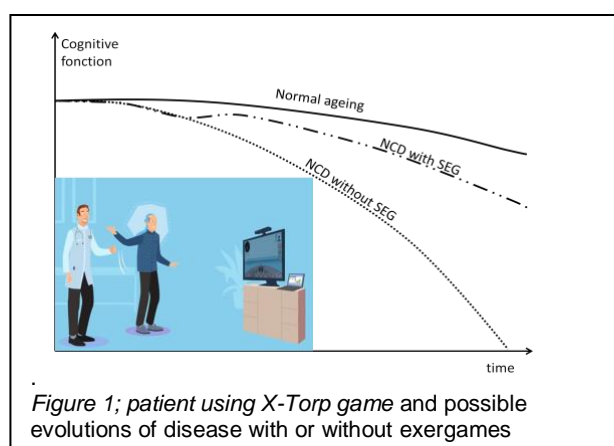 Cognitive
fonction
Normal ageing
NCD with SEG
NCD without SEG
time
.
Figure 1; patient using X-Torp game and possible
evolutions of disease with or without exergames